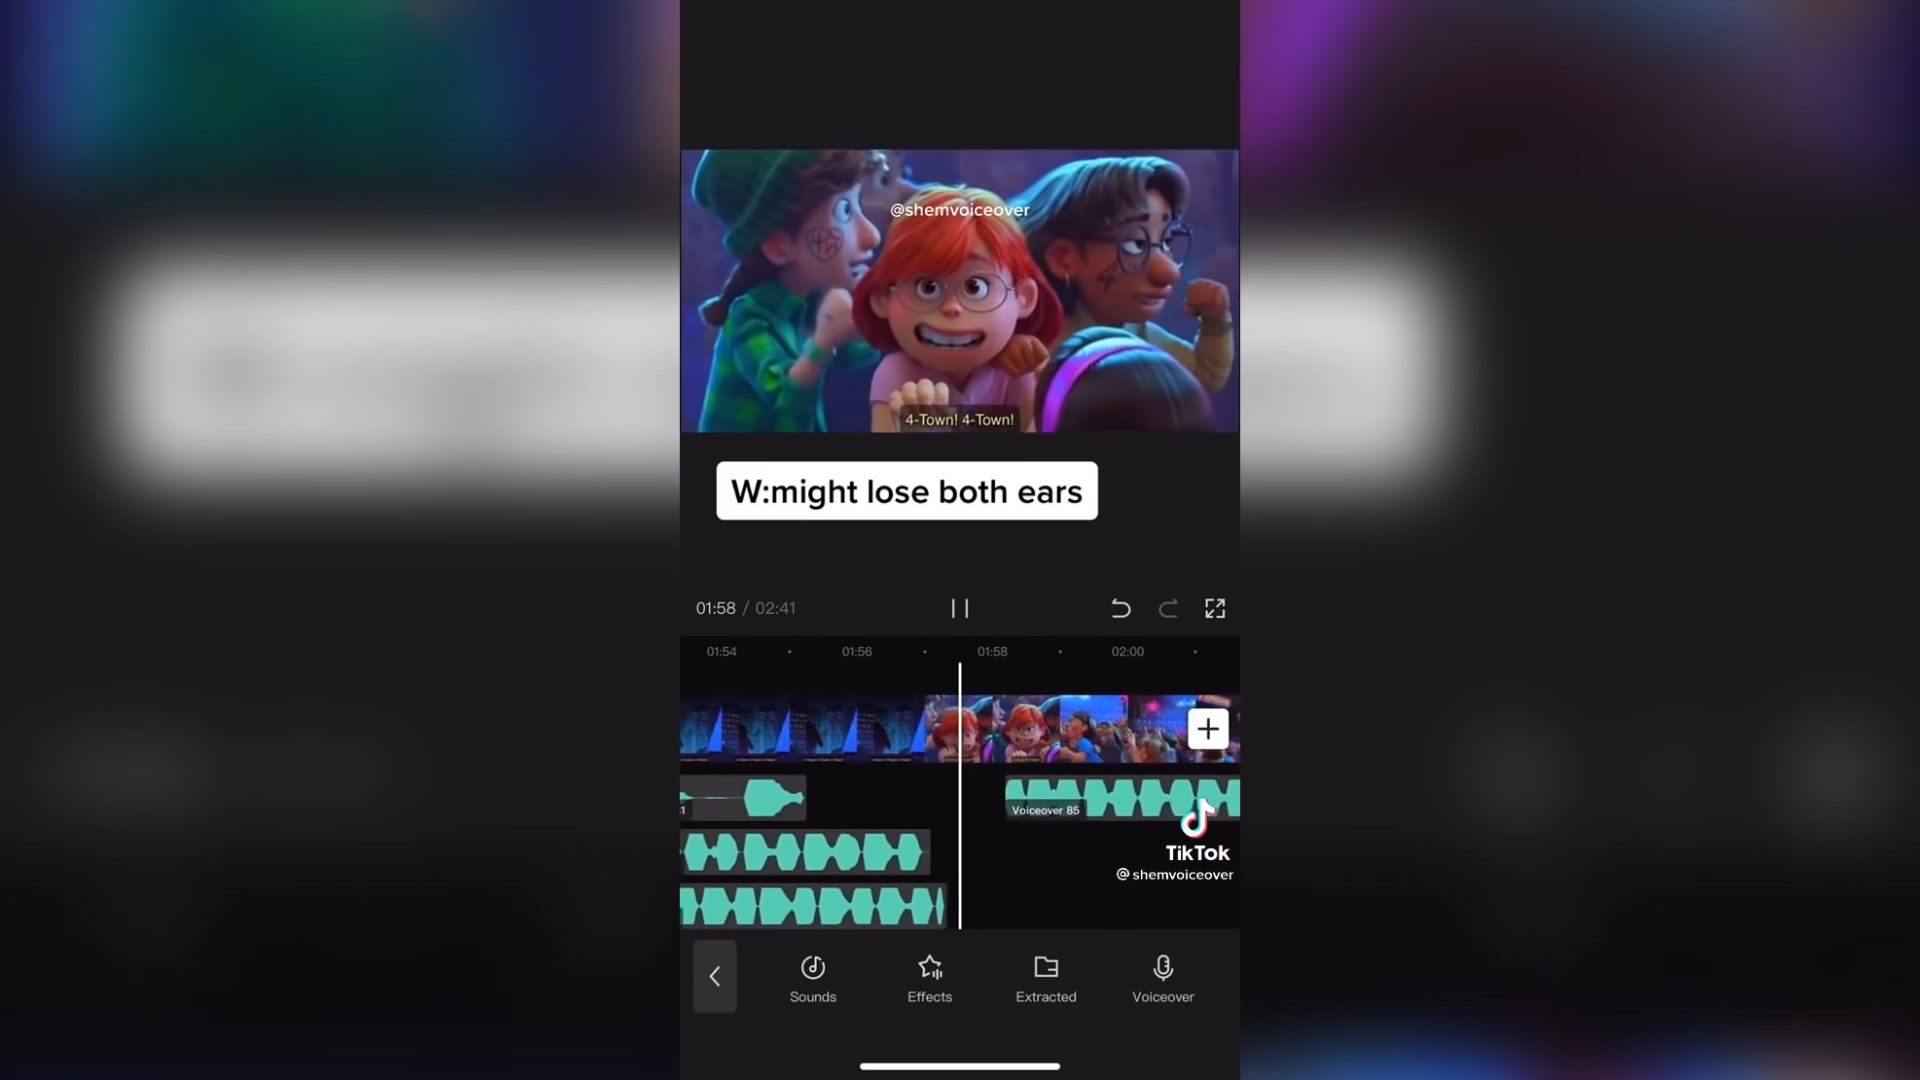 @shemvoiceover
4-Town! 4-Town!
W:might lose both ears
01:58 / 02:41
01:54 01:56 01:58 02:00
Voiceover 85
TikTok
@shemvoiceover
Sounds Effects Extracted Voiceover